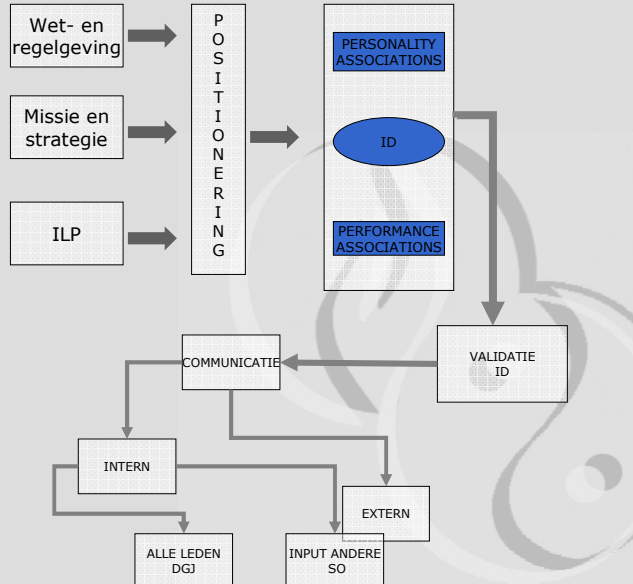 Wet- en
regelgeving
Missie en
strategie
ILP
P
O
S
I
T
I
O
N
E
R
I
N
G
PERSONALITY
ASSOCIATIONS
ID
PERFORMANCE
ASSOCIATIONS
VALIDATIE
ID
COMMUNICATIE
INTERN
EXTERN
ALLE LEDEN
DGJ
INPUT ANDERE
SO